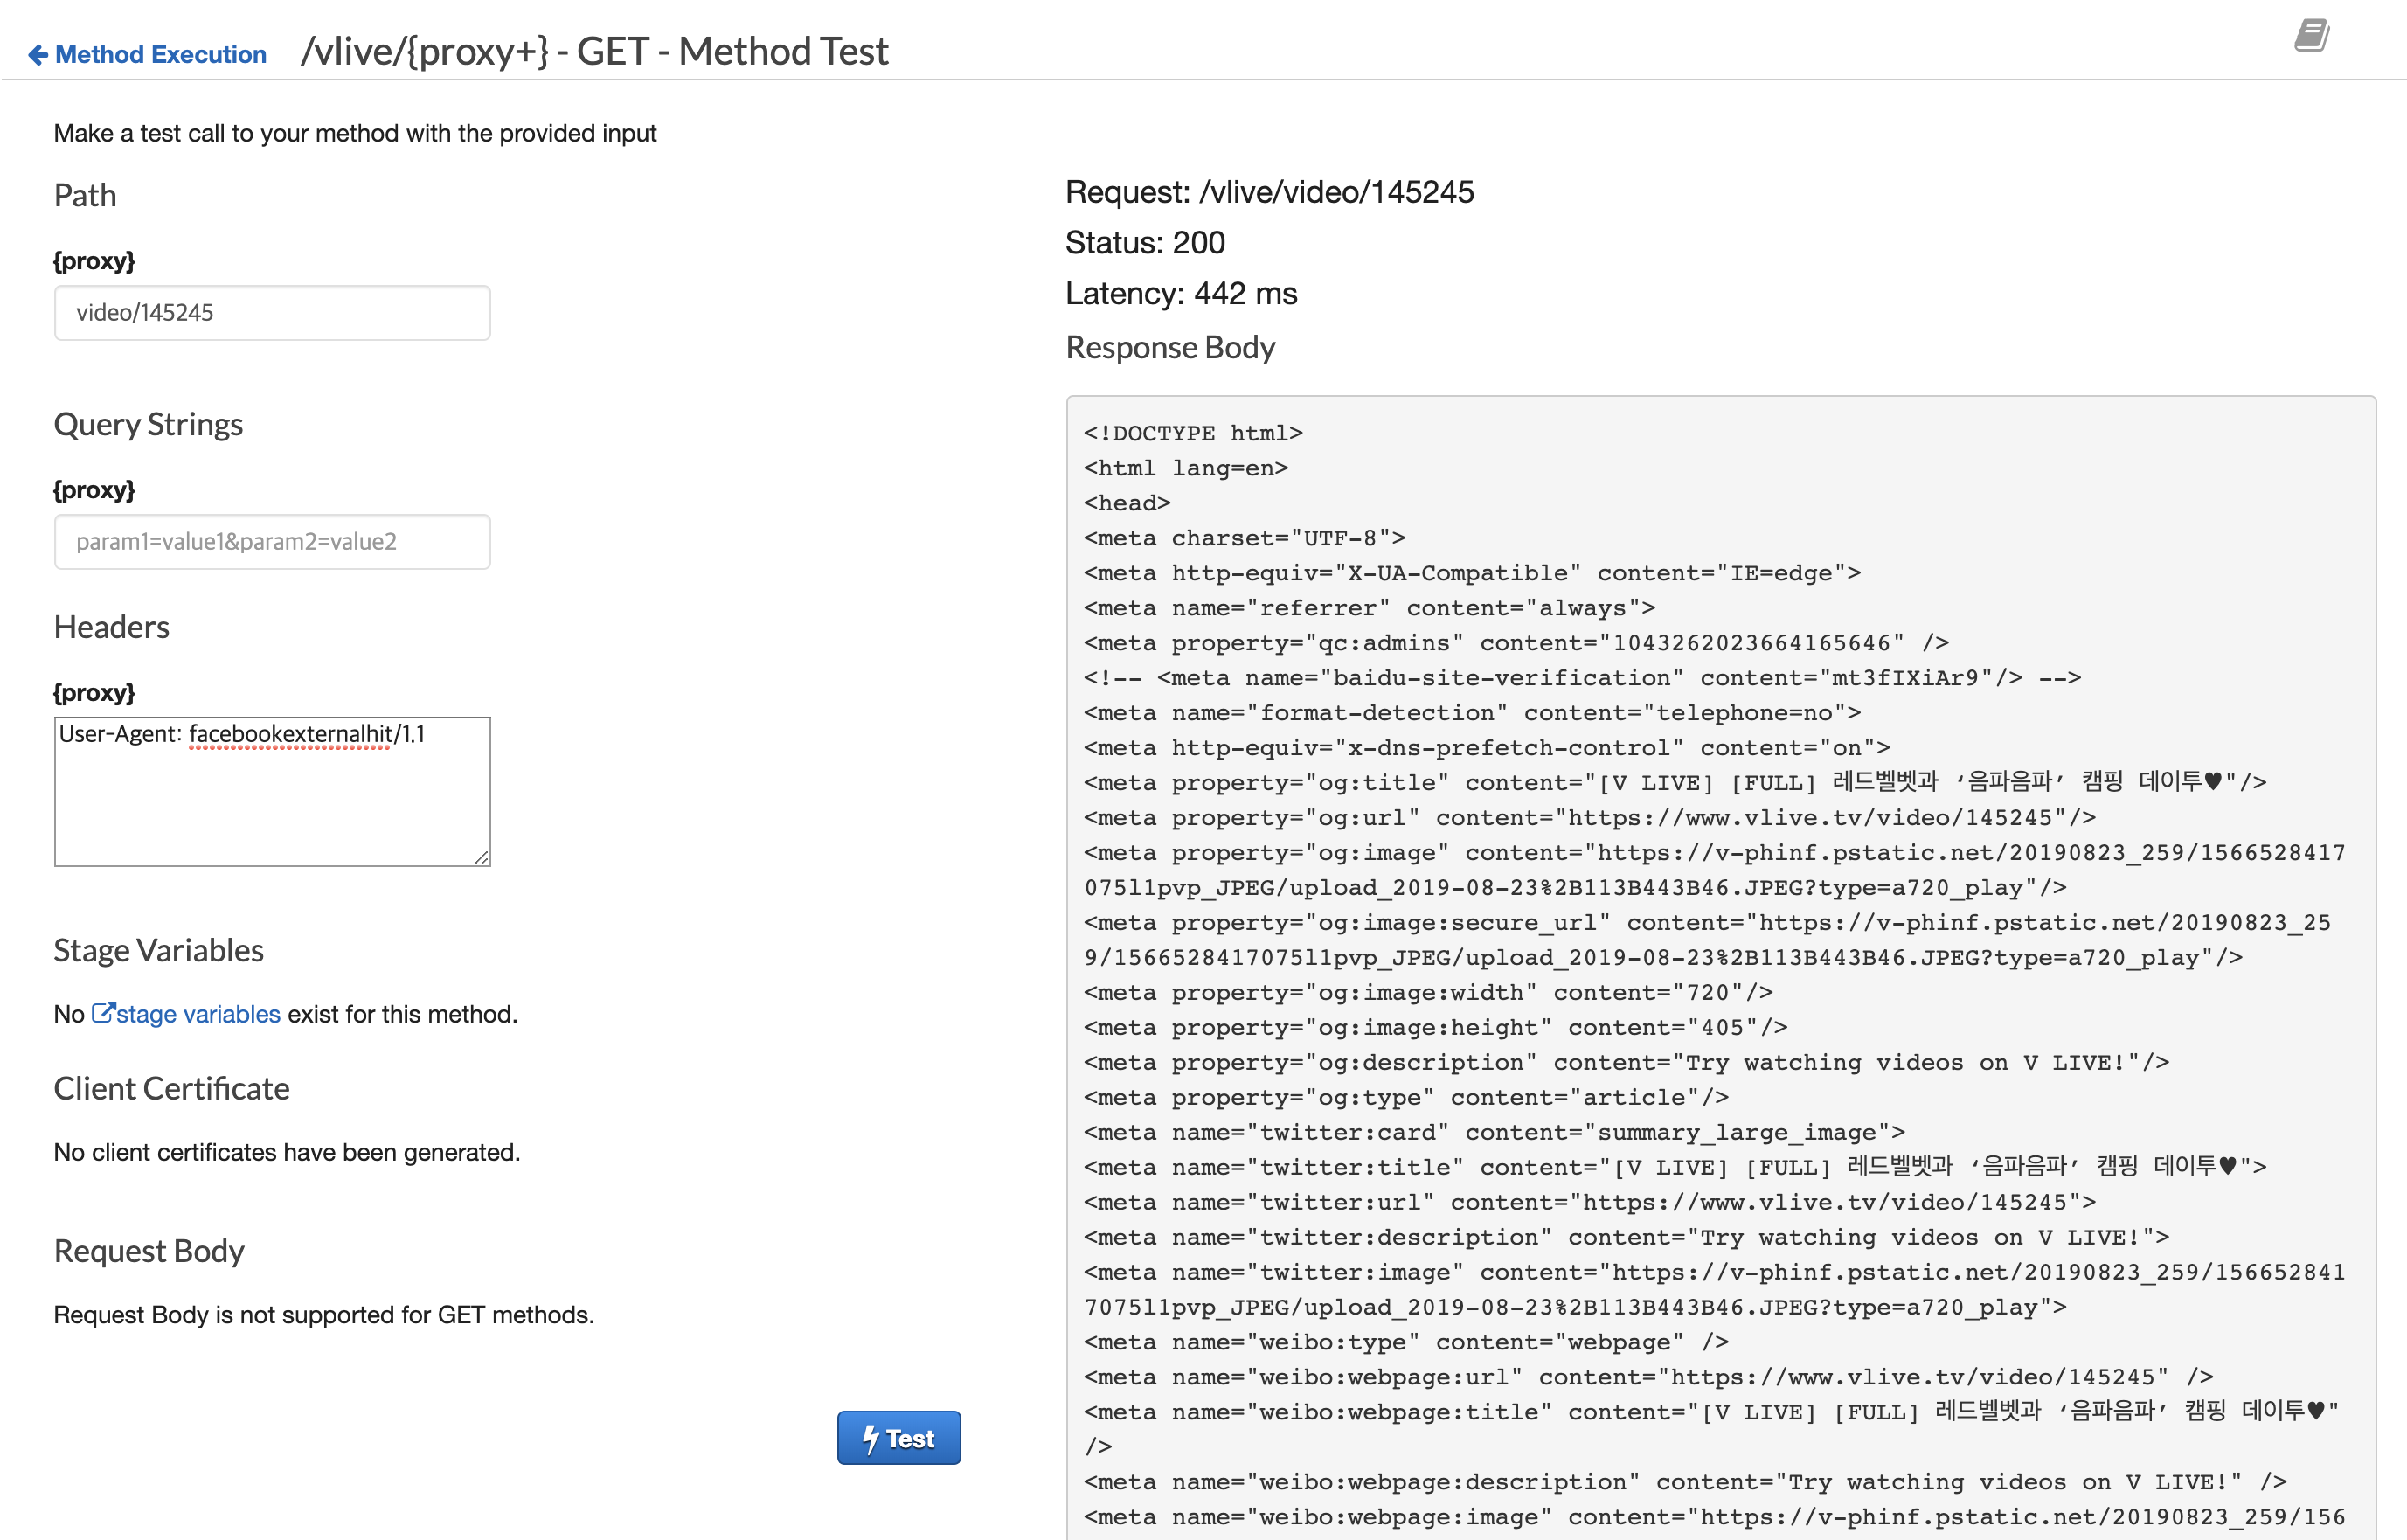 Method Execution /vlive/{proxy+} - GET - Method Test
Make a test call to your method with the provided input
Path
{proxy}
video/145245
Query Strings
{proxy}
param1=value1&param2=value2
Headers
{proxy}
User-Agent: facebookexternalhit/1.1
Stage Variables
No stage variables exist for this method.
Client Certificate
No client certificates have been generated.
Request Body
Request Body is not supported for GET methods.
Test
Request: /vlive/video/145245
Status: 200
Latency: 442 ms
Response Body
<!DOCTYPE html>
<html lang=en>
<head>
<meta charset="UTF-8">
<meta http-equiv="X-UA-Compatible" content="IE=edge">
<meta name="referrer" content="always">
<meta property="qc:admins" content="1043262023664165646" />
<!-- <meta name="baidu-site-verification" content="mt3fIXiAr9"/> -->
<meta name="format-detection" content="telephone=no">
<meta http-equiv="x-dns-prefetch-control" content="on">
<meta property="og:title" content="[V LIVE] [FULL] 레드벨벳과 ‘음파음파’ 캠핑 데이투♥"/>
<meta property="og:url" content="https://www.vlive.tv/video/145245"/>
<meta property="og:image" content="https://v-phinf.pstatic.net/20190823_259/1566528417
075l1pvp_JPEG/upload_2019-08-23%2B113B443B46.JPEG?type=a720_play"/>
<meta property="og:image:secure_url" content="https://v-phinf.pstatic.net/20190823_25
9/1566528417075l1pvp_JPEG/upload_2019-08-23%2B113B443B46.JPEG?type=a720_play"/>
<meta property="og:image:width" content="720"/>
<meta property="og:image:height" content="405"/>
<meta property="og:description" content="Try watching videos on V LIVE!"/>
<meta property="og:type" content="article"/>
<meta name="twitter:card" content="summary_large_image">
<meta name="twitter:title" content="[V LIVE] [FULL] 레드벨벳과 ‘음파음파’ 캠핑 데이투♥">
<meta name="twitter:url" content="https://www.vlive.tv/video/145245">
<meta name="twitter:description" content="Try watching videos on V LIVE!">
<meta name="twitter:image" content="https://v-phinf.pstatic.net/20190823_259/156652841
7075l1pvp_JPEG/upload_2019-08-23%2B113B443B46.JPEG?type=a720_play">
<meta name="weibo:type" content="webpage" />
<meta name="weibo:webpage:url" content="https://www.vlive.tv/video/145245" />
<meta name="weibo:webpage:title" content="[V LIVE] [FULL] 레드벨벳과 ‘음파음파’ 캠핑 데이투♥"
/>
<meta name="weibo:webpage:description" content="Try watching videos on V LIVE!" />
<meta name="weibo:webpage:image" content="https://v-phinf.pstatic.net/20190823_259/156